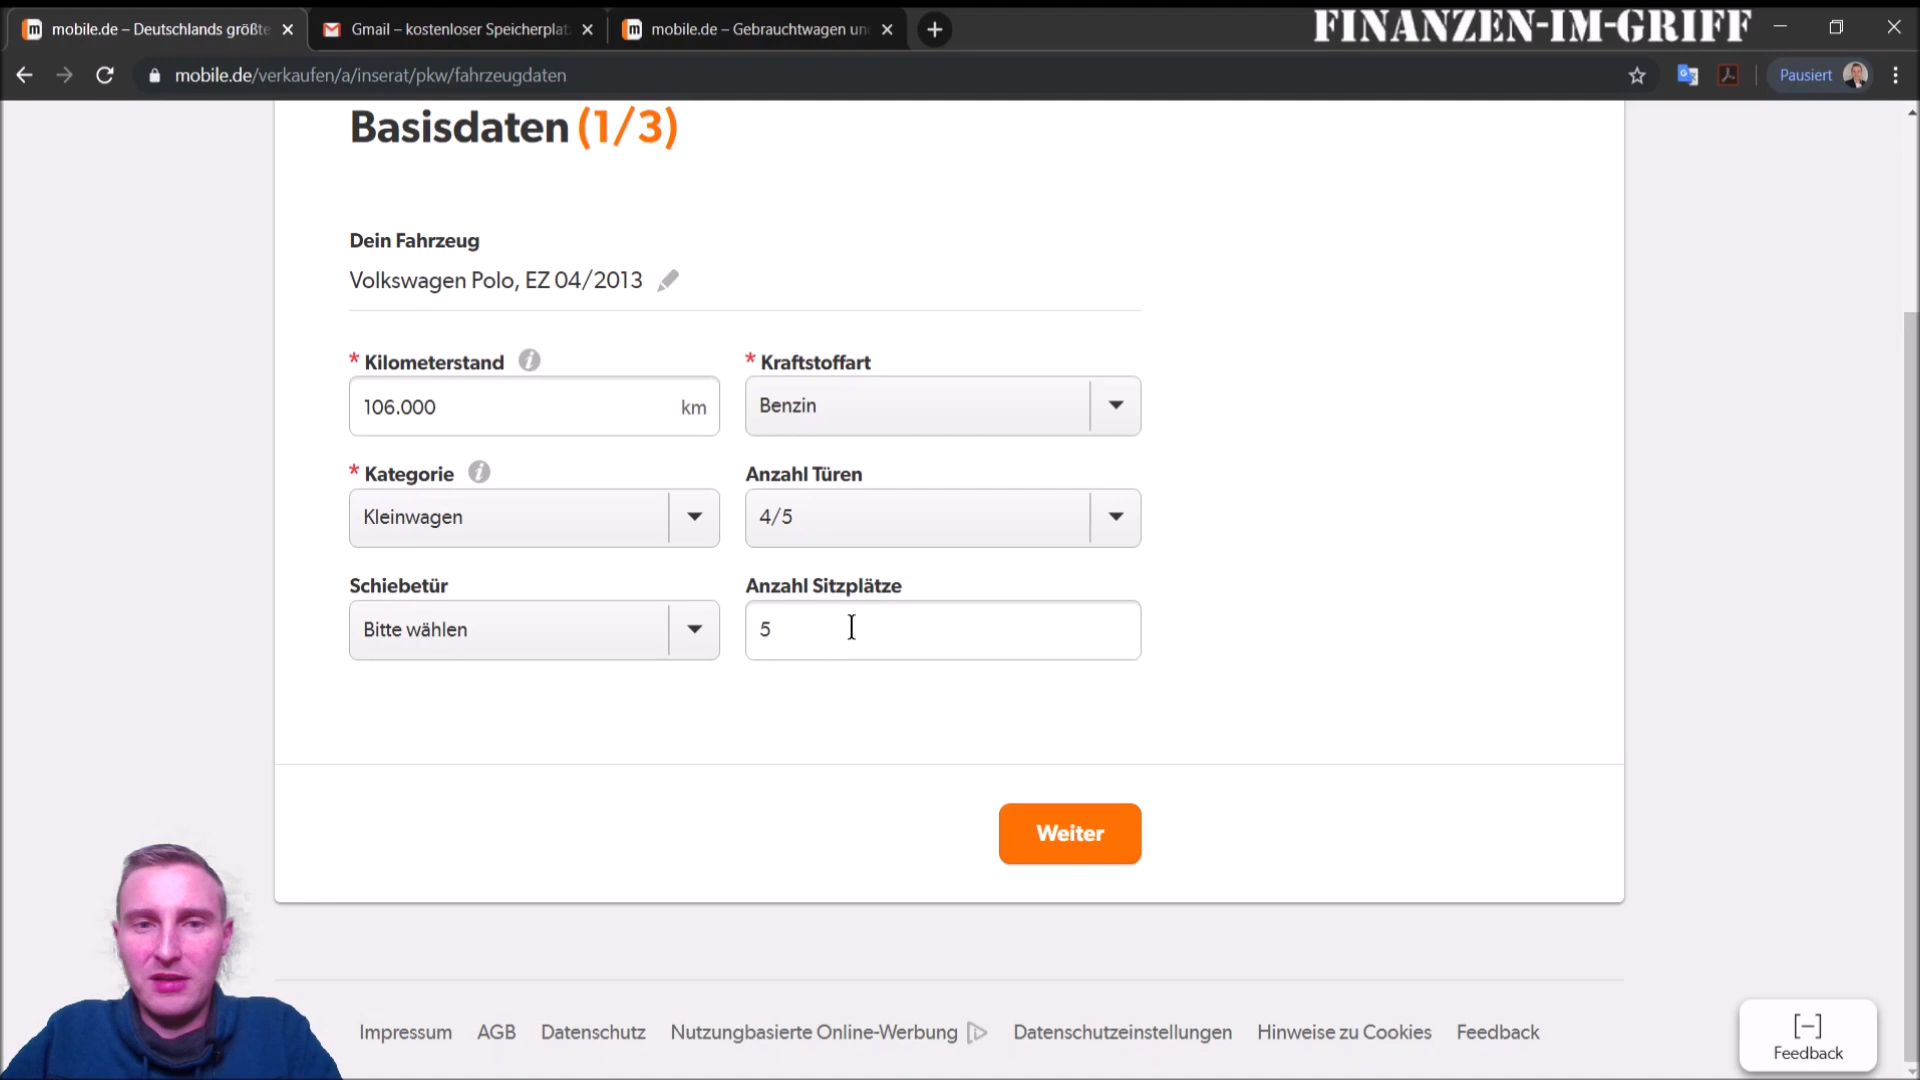 mobile.de – Deutschlands größte
Gmail – kostenloser Speicherplat
mobile.de – Gebrauchtwagen un
FINANZEN-IM-GRIFF
mobile.de/verkaufen/a/inserat/pkw/fahrzeugdaten
Pausiert
Basisdaten (1/3)
Dein Fahrzeug
Volkswagen Polo, EZ 04/2013
* Kilometerstand
* Kraftstoffart
106.000 km
Benzin
* Kategorie
Anzahl Türen
Kleinwagen
4/5
Schiebetür
Anzahl Sitzplätze
Bitte wählen
5
Weiter
Impressum AGB Datenschutz Nutzungbasierte Online-Werbung Datenschutzeinstellungen Hinweise zu Cookies Feedback
[–]
Feedback